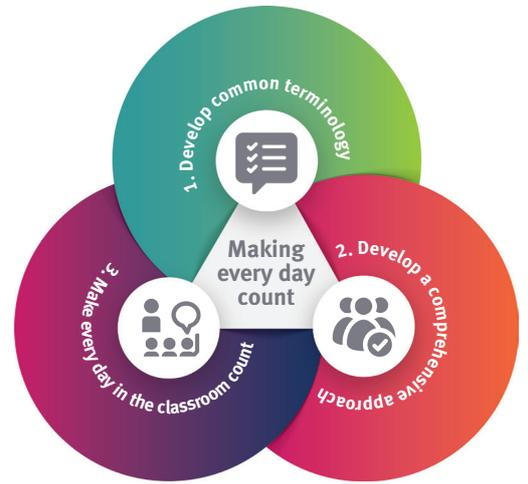 1. Develop common terminology
Making
every day
count
2. Develop a comprehensive approach
3. Make every day in the classroom count